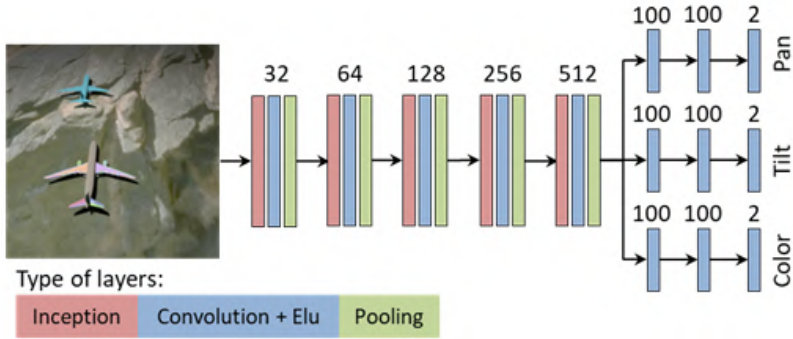 100 100 2
Pan
32 64 128 256 512
100 100 2
Tilt
100 100 2
Color
Type of layers:
Inception Convolution + Elu Pooling